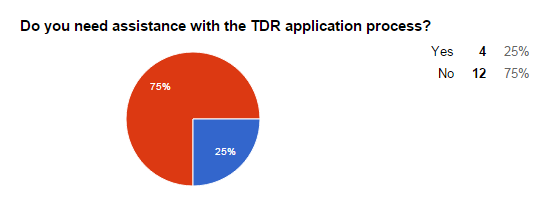 Do you need assistance with the TDR application process?
Yes 4 25%
No 12 75%
75%
25%